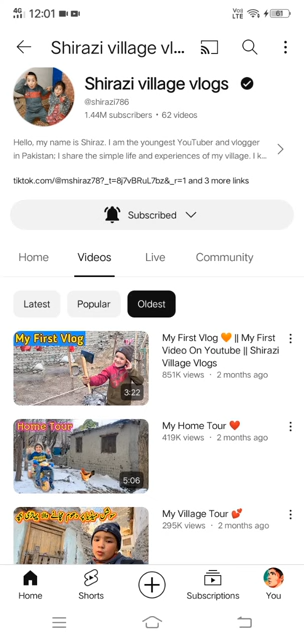 4G 12:01
Vo)) LTE 61
Shirazi village vl...
Shirazi village vlogs
@shirazi786
1.44M subscribers • 62 videos
Hello, my name is Shiraz. I am the youngest YouTuber and vlogger
in Pakistan; I share the simple life and experiences of my village. I k...
tiktok.com/@mshiraz78?_t=8j7vBRuL7bz&_r=1 and 3 more links
Subscribed
Home Videos Live Community
Latest Popular Oldest
My First Vlog
3:22
My First Vlog 🧡 || My First
Video On Youtube || Shirazi
Village Vlogs
851K views • 2 months ago
Home Tour
5:06
My Home Tour ❤️
419K views • 2 months ago
My Village Tour 💕
295K views • 2 months ago
Home Shorts Subscriptions You